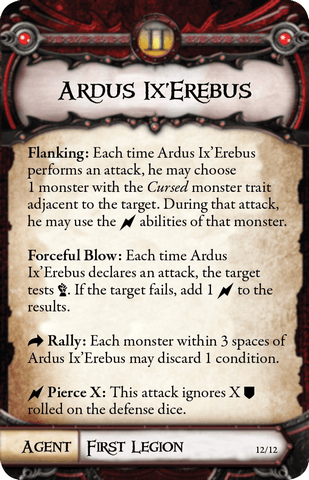 II
Ardus Ix'Erebus
Flanking: Each time Ardus Ix'Erebus
performs an attack, he may choose
1 monster with the Cursed monster trait
adjacent to the target. During that attack,
he may use the abilities of that monster.
Forceful Blow: Each time Ardus
Ix'Erebus declares an attack, the target
tests . If the target fails, add 1 to the
results.
Rally: Each monster within 3 spaces of
Ardus Ix'Erebus may discard 1 condition.
Pierce X: This attack ignores X
rolled on the defense dice.
Agent First Legion 12/12